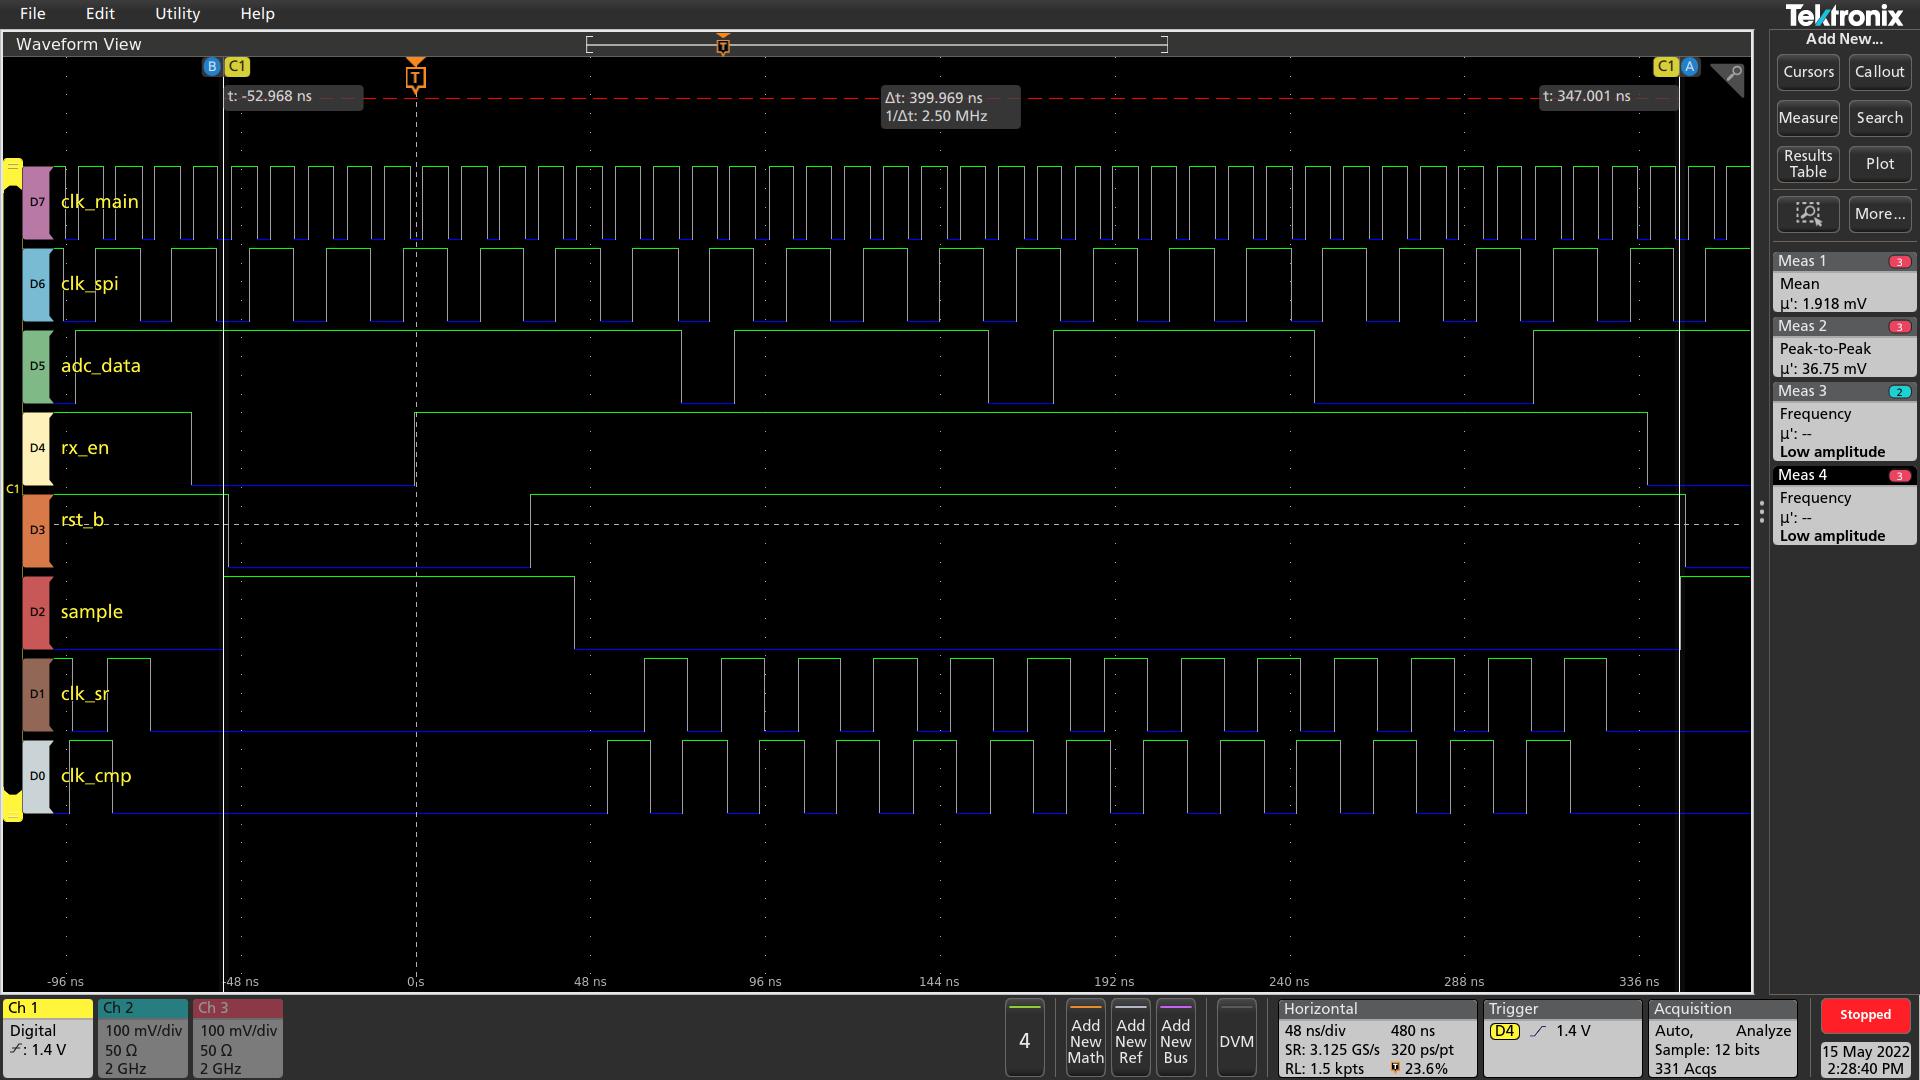 File Edit Utility Help
Tektronix
Waveform View
T
Add New...
B C1
T
C1 A
Cursors Callout
t: -52.968 ns
Δt: 399.969 ns
1/Δt: 2.50 MHz
t: 347.001 ns
Measure Search
Results
Table
Plot
More...
D7 clk_main
D6 clk_spi
D5 adc_data
D4 rx_en
C1
D3 rst_b
D2 sample
D1 clk_sr
D0 clk_cmp
Meas 1 3
Mean
μ': 1.918 mV
Meas 2 3
Peak-to-Peak
μ': 36.75 mV
Meas 3 2
Frequency
μ': --
Low amplitude
Meas 4 3
Frequency
μ': --
Low amplitude
-96 ns -48 ns 0 s 48 ns 96 ns 144 ns 192 ns 240 ns 288 ns 336 ns
Ch 1
Digital
: 1.4 V
Ch 2
100 mV/div
50 Ω
2 GHz
Ch 3
100 mV/div
50 Ω
2 GHz
4
Add
New
Math
Add
New
Ref
Add
New
Bus
DVM
Horizontal
48 ns/div 480 ns
SR: 3.125 GS/s 320 ps/pt
RL: 1.5 kpts T 23.6%
Trigger
D4 1.4 V
Acquisition
Auto, Analyze
Sample: 12 bits
331 Acqs
Stopped
15 May 2022
2:28:40 PM